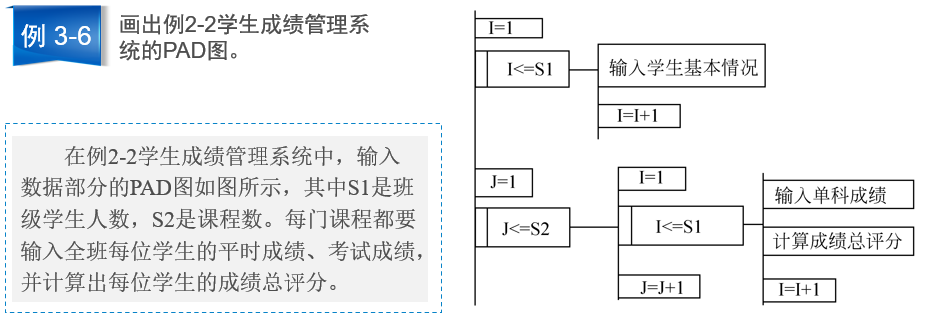 例 3-6
画出例2-2学生成绩管理系
统的PAD图。
在例2-2学生成绩管理系统中，输入
数据部分的PAD图如图所示，其中S1是班
级学生人数，S2是课程数。每门课程都要
输入全班每位学生的平时成绩、考试成绩，
并计算出每位学生的成绩总评分。
I=1
I<=S1
输入学生基本情况
I=I+1
J=1
J<=S2
I=1
I<=S1
J=J+1
输入单科成绩
计算成绩总评分
I=I+1